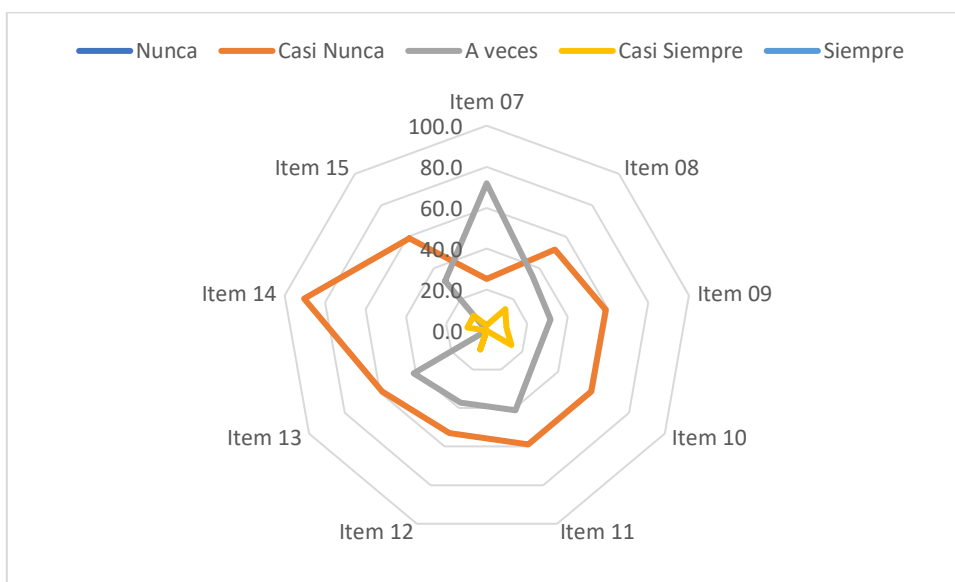 Nunca Casi Nunca A veces Casi Siempre Siempre
Item 07
100.0
80.0
60.0
40.0
20.0
0.0
Item 08
Item 09
Item 10
Item 11
Item 12
Item 13
Item 14
Item 15